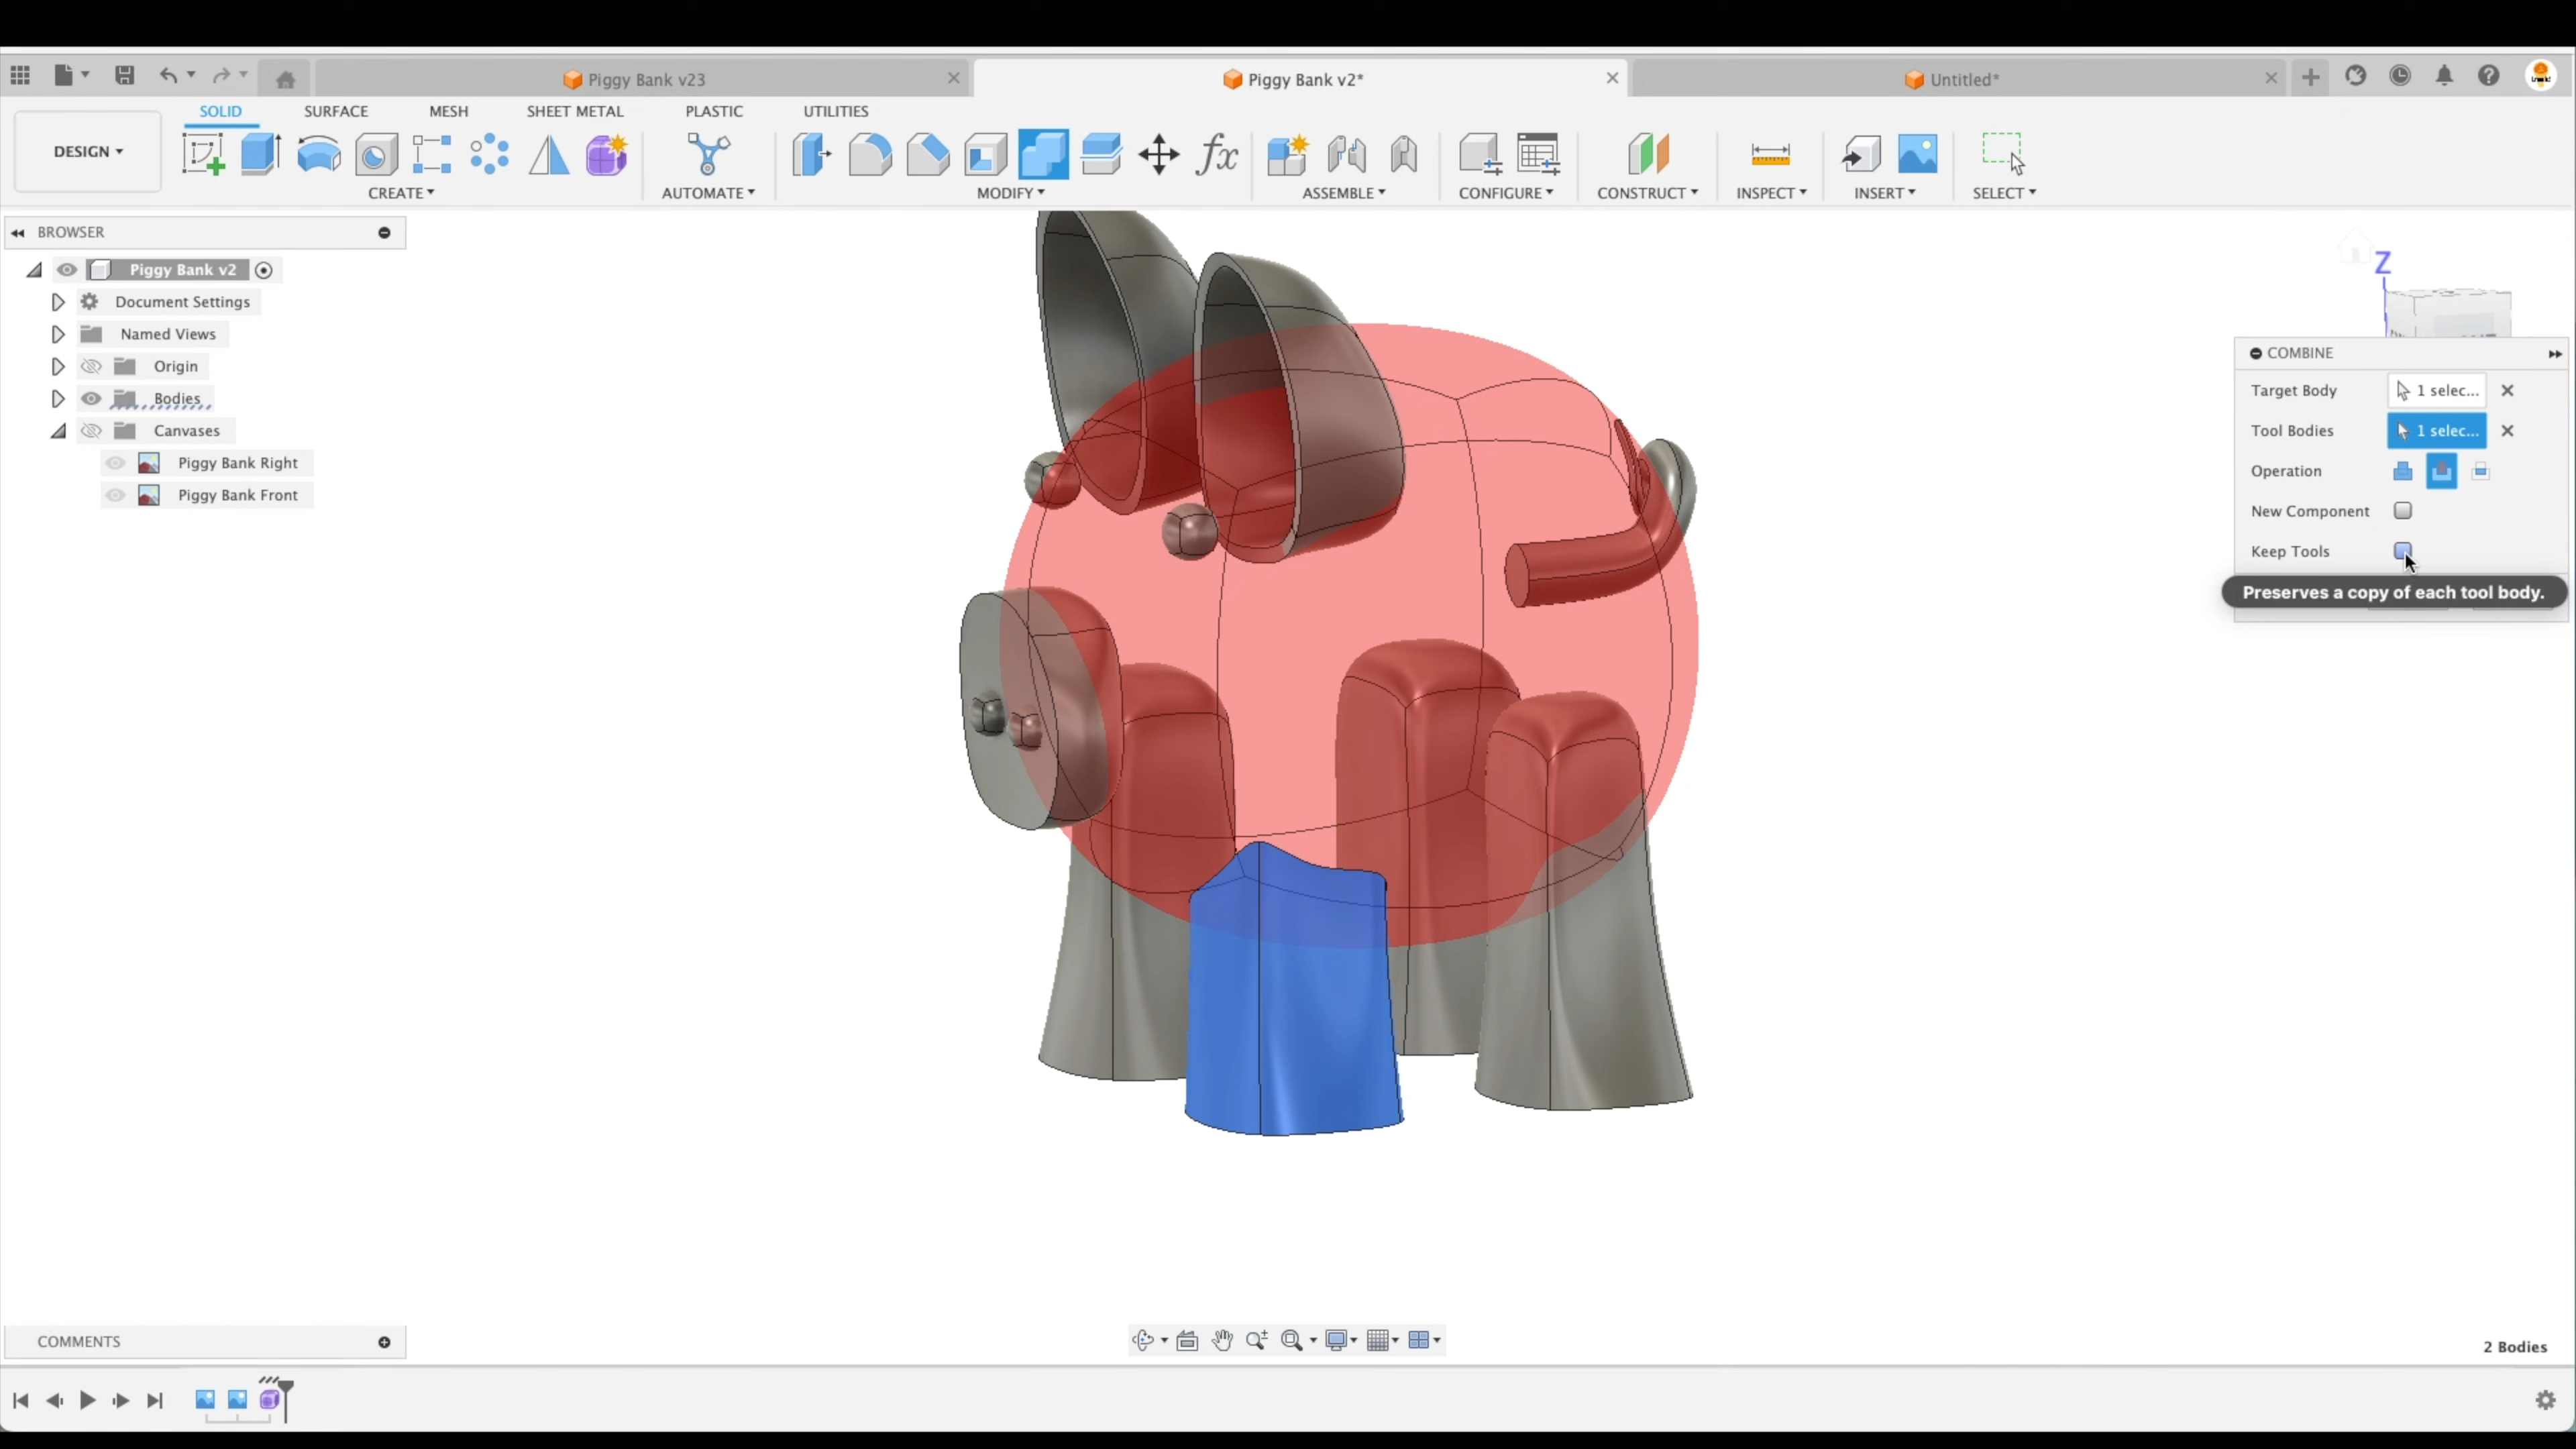 Piggy Bank v23
Piggy Bank v2*
Untitled*
SOLID SURFACE MESH SHEET METAL PLASTIC UTILITIES
DESIGN
CREATE AUTOMATE MODIFY ASSEMBLE CONFIGURE CONSTRUCT INSPECT INSERT SELECT
fx
BROWSER
Piggy Bank v2
Document Settings
Named Views
Origin
Bodies
Canvases
Piggy Bank Right
Piggy Bank Front
Z
COMBINE
Target Body 1 selec...
Tool Bodies 1 selec...
Operation
New Component
Keep Tools
Preserves a copy of each tool body.
COMMENTS
2 Bodies